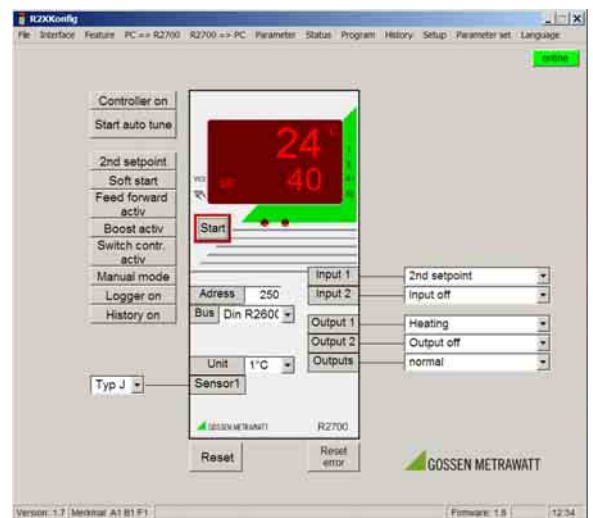 R2XKonfig
File Interface Feature PC => R2700 R2700 => PC Parameter Status Program History Setup Parameter set Language
online
Controller on
Start auto tune
2nd setpoint
Soft start
Feed forward
activ
Boost activ
Switch contr.
activ
Manual mode
Logger on
History on
24
40
Start
Adress 250
Bus Din R2600
Unit 1°C
Typ J
Sensor1
Input 1 2nd setpoint
Input 2 Input off
Output 1 Heating
Output 2 Output off
Outputs normal
GOSSEN METRAWATT R2700
Reset
Reset
error
GOSSEN METRAWATT
Version: 1.7 Merkmal A1 B1 F1 Firmware: 1.8 12:34